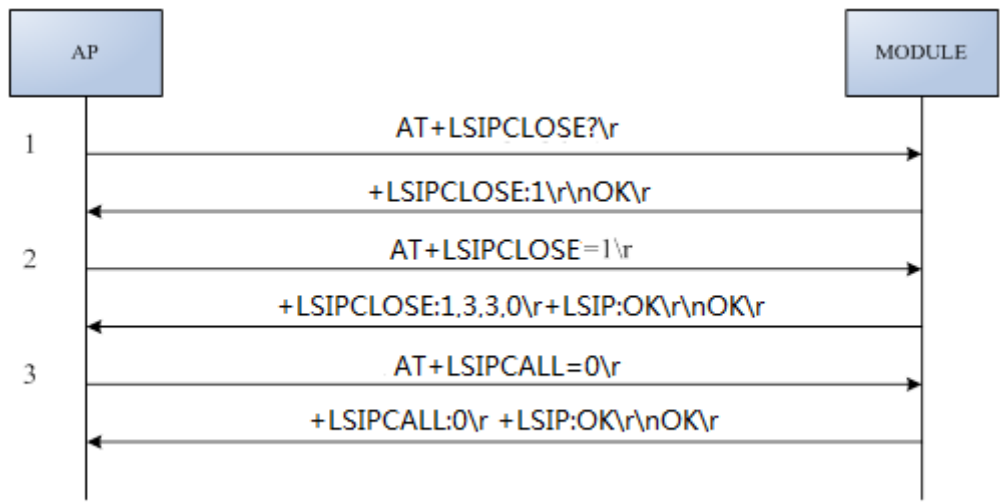 AP
MODULE
1
AT+LSIPCLOSE?\r
+LSIPCLOSE:1\r\nOK\r
2
AT+LSIPCLOSE=1\r
+LSIPCLOSE:1,3,3,0\r+LSIP:OK\r\nOK\r
3
AT+LSIPCALL=0\r
+LSIPCALL:0\r +LSIP:OK\r\nOK\r